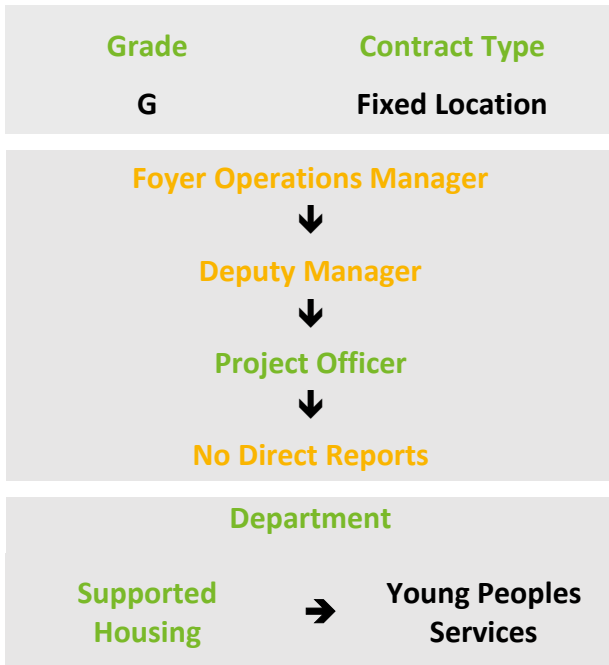 Grade Contract Type
G Fixed Location
Foyer Operations Manager
Deputy Manager
Project Officer
No Direct Reports
Department
Supported Young Peoples
Housing Services